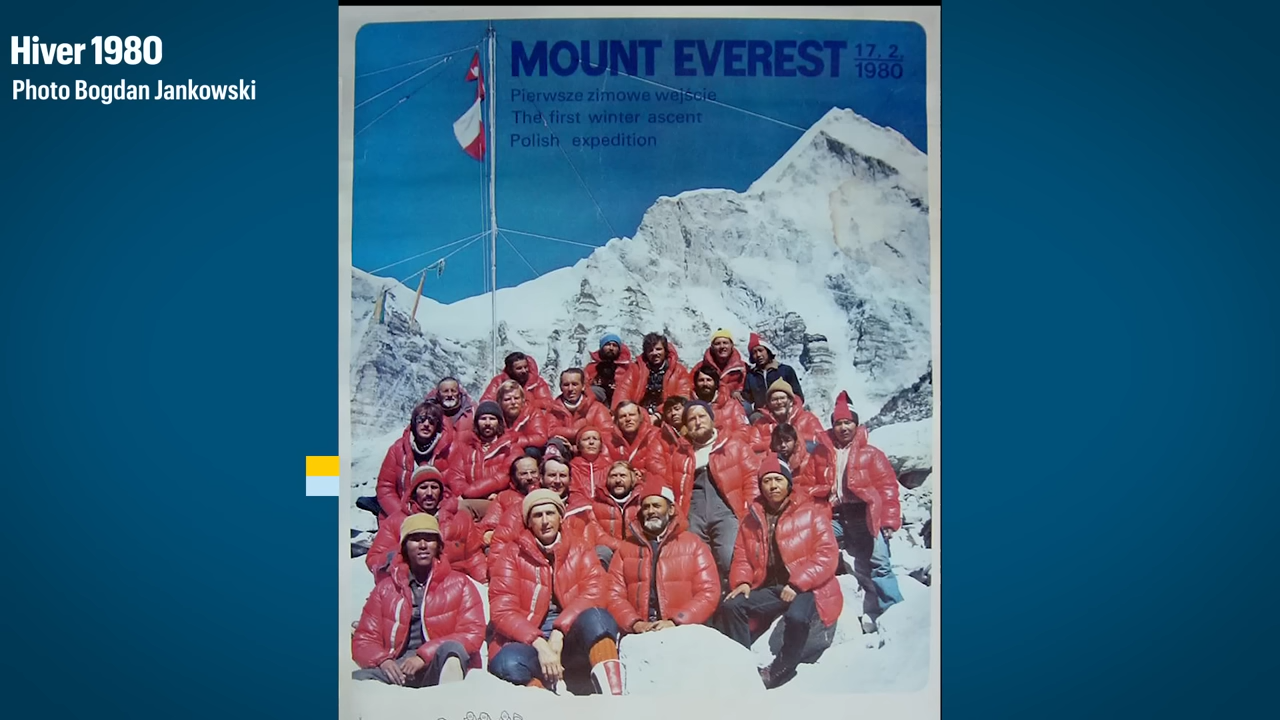 Hiver 1980
Photo Bogdan Jankowski
MOUNT EVEREST 17. 2. 1980
Pierwsze zimowe wejście
The first winter ascent
Polish expedition